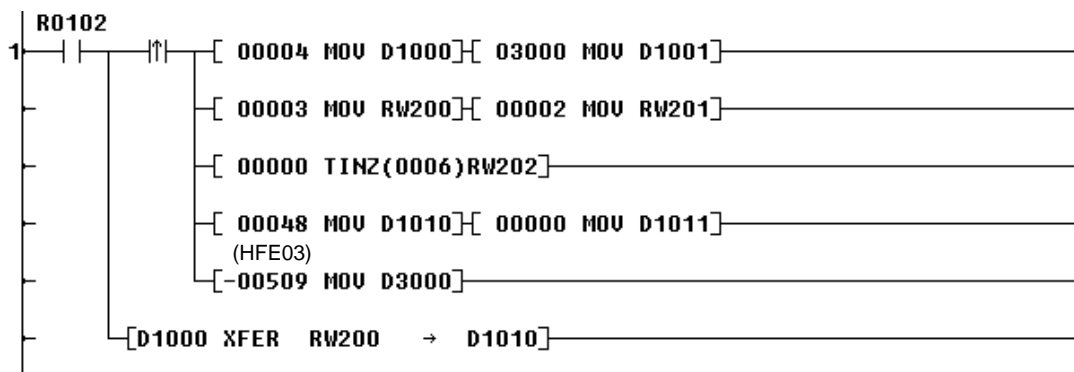 R0102
1 [ 00004 MOV D1000][ 03000 MOV D1001]
[ 00003 MOV RW200][ 00002 MOV RW201]
[ 00000 TINZ(0006)RW202]
[ 00048 MOV D1010][ 00000 MOV D1011]
(HFE03)
[-00509 MOV D3000]
[D1000 XFER RW200 → D1010]